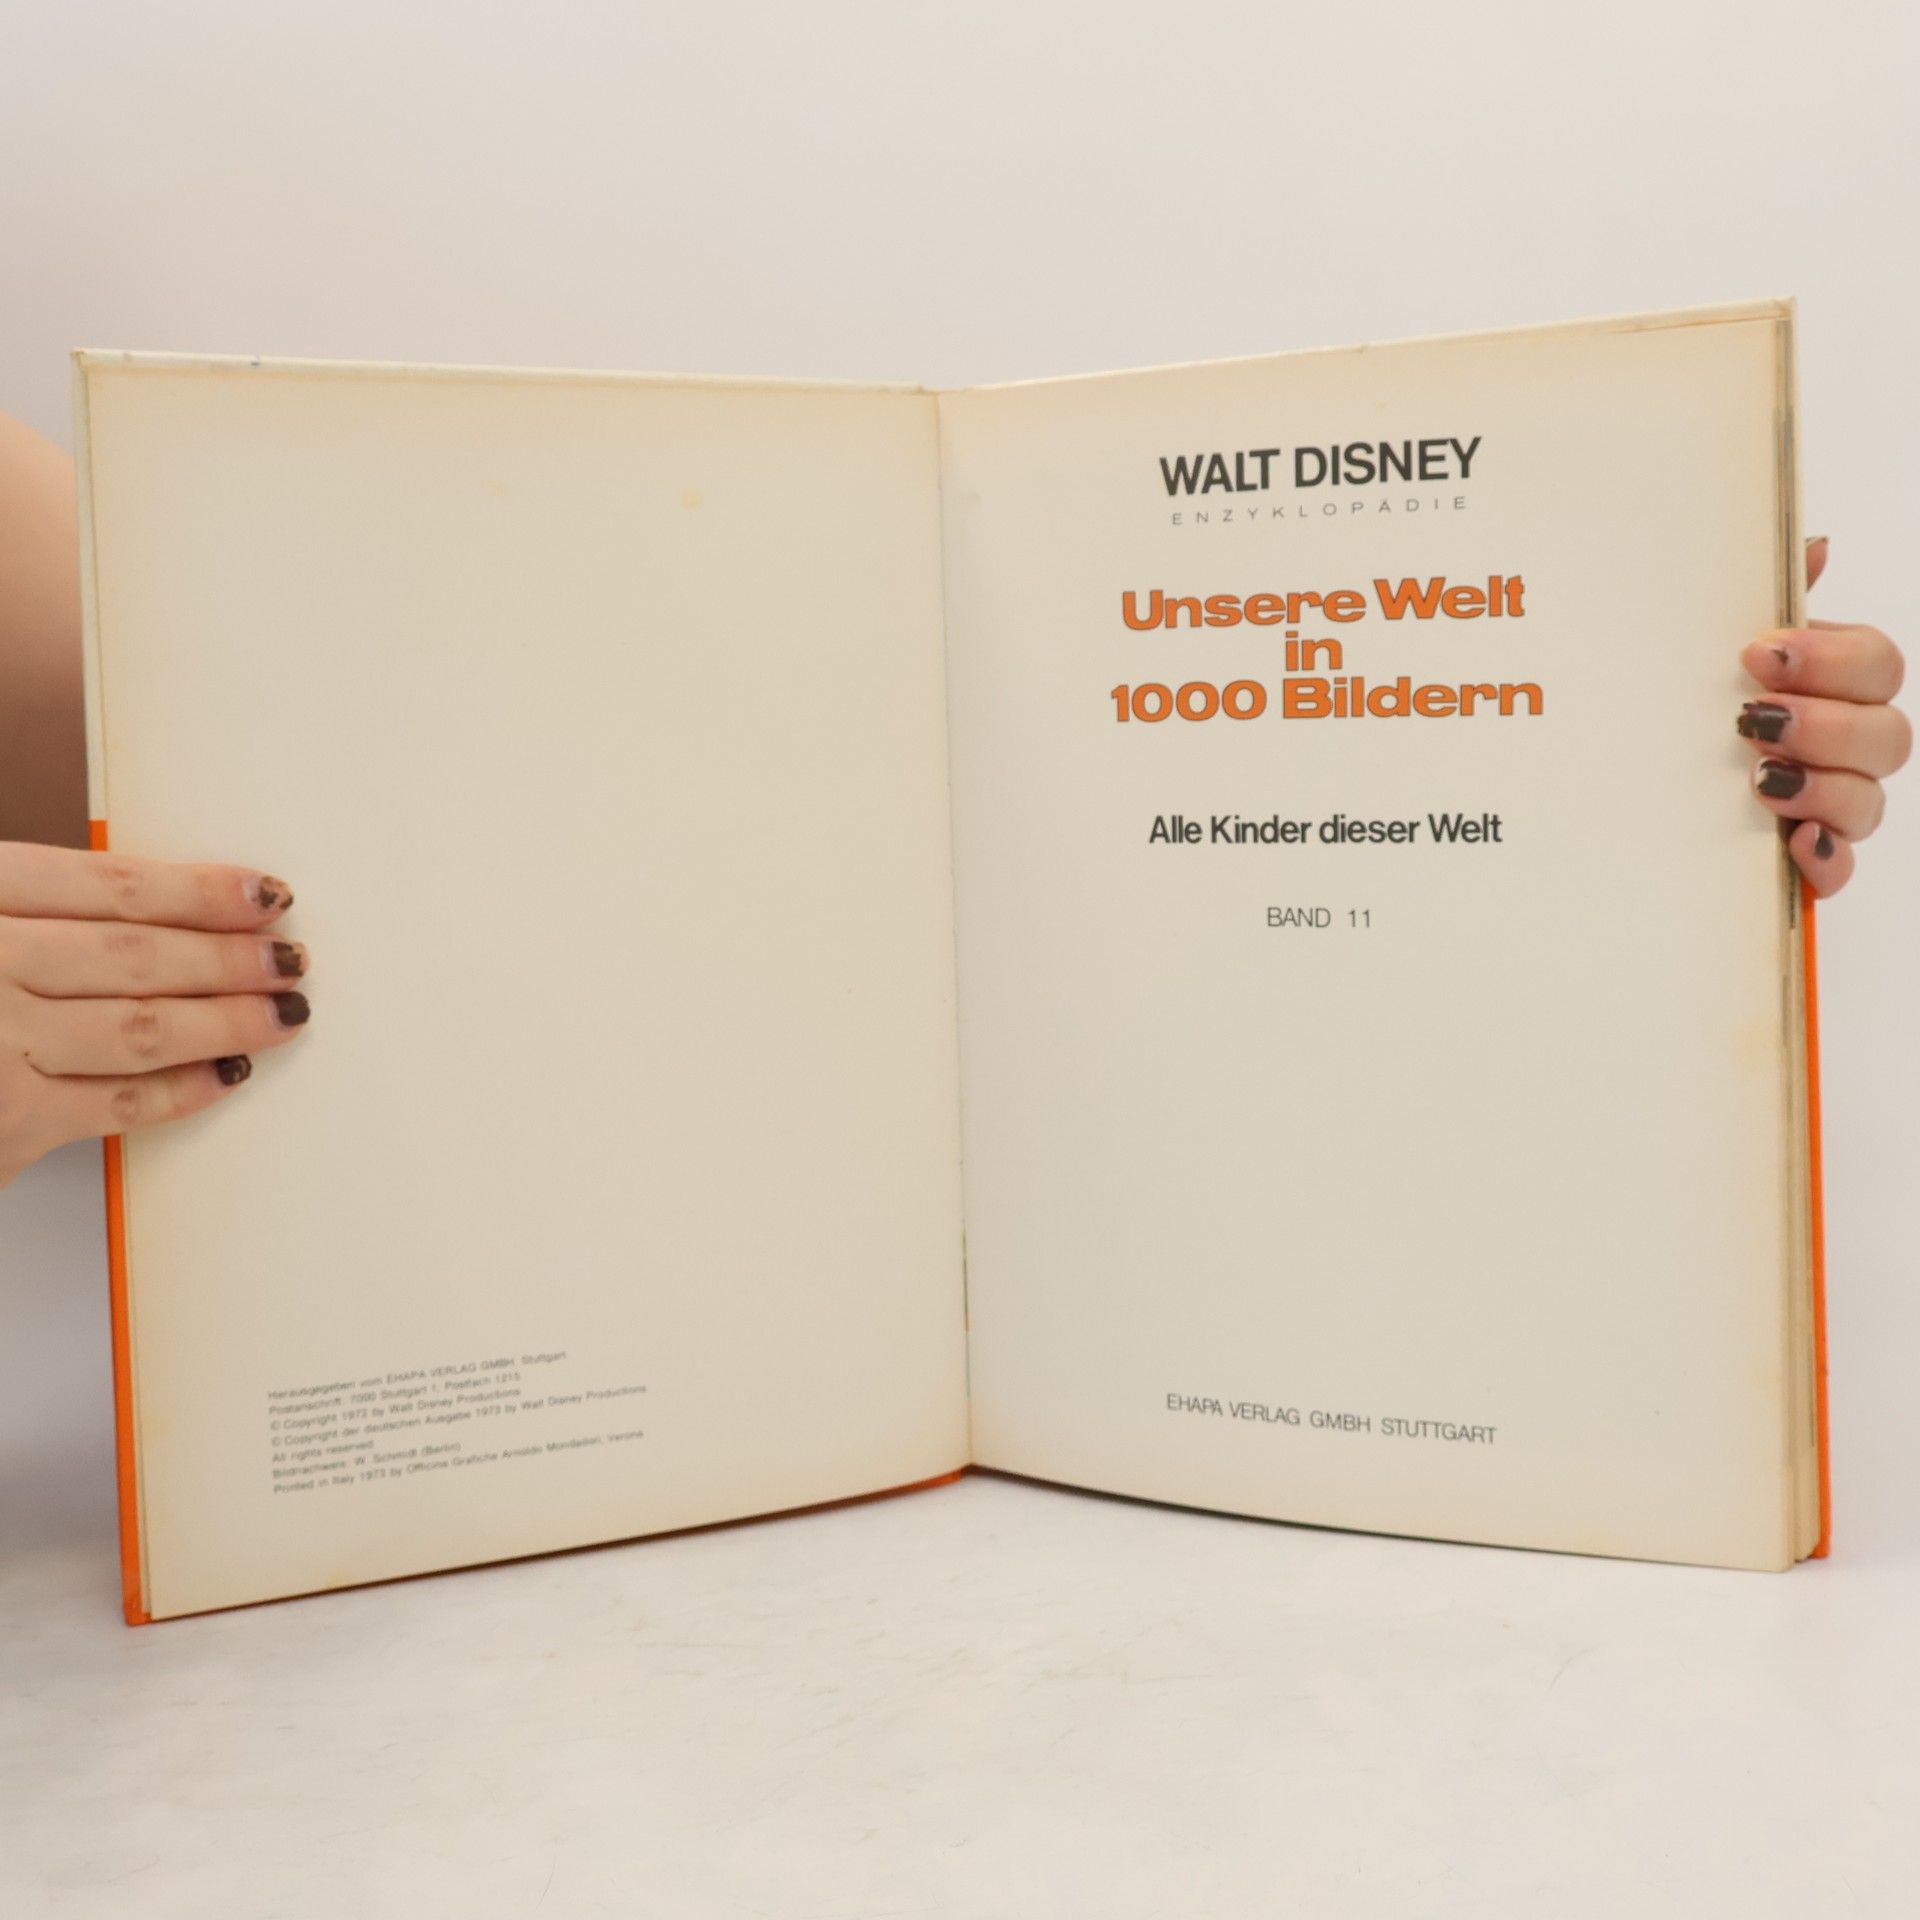 Herausgegeben vom EHAPA VERLAG GMBH. Stuttgart
Postanschrift: 7000 Stuttgart 1, Postfach 1215
© Copyright 1972 by Walt Disney Productions
© Copyright der deutschen Ausgabe 1973 by Walt Disney Productions
All rights reserved
Bildnachweis: W. Schmidt (Berlin)
Printed in Italy 1973 by Officine Grafiche Arnoldo Mondadori, Verona
WALT DISNEY
ENZYKLOPÄDIE
Unsere Welt
in
1000 Bildern
Alle Kinder dieser Welt
BAND 11
EHAPA VERLAG GMBH STUTTGART